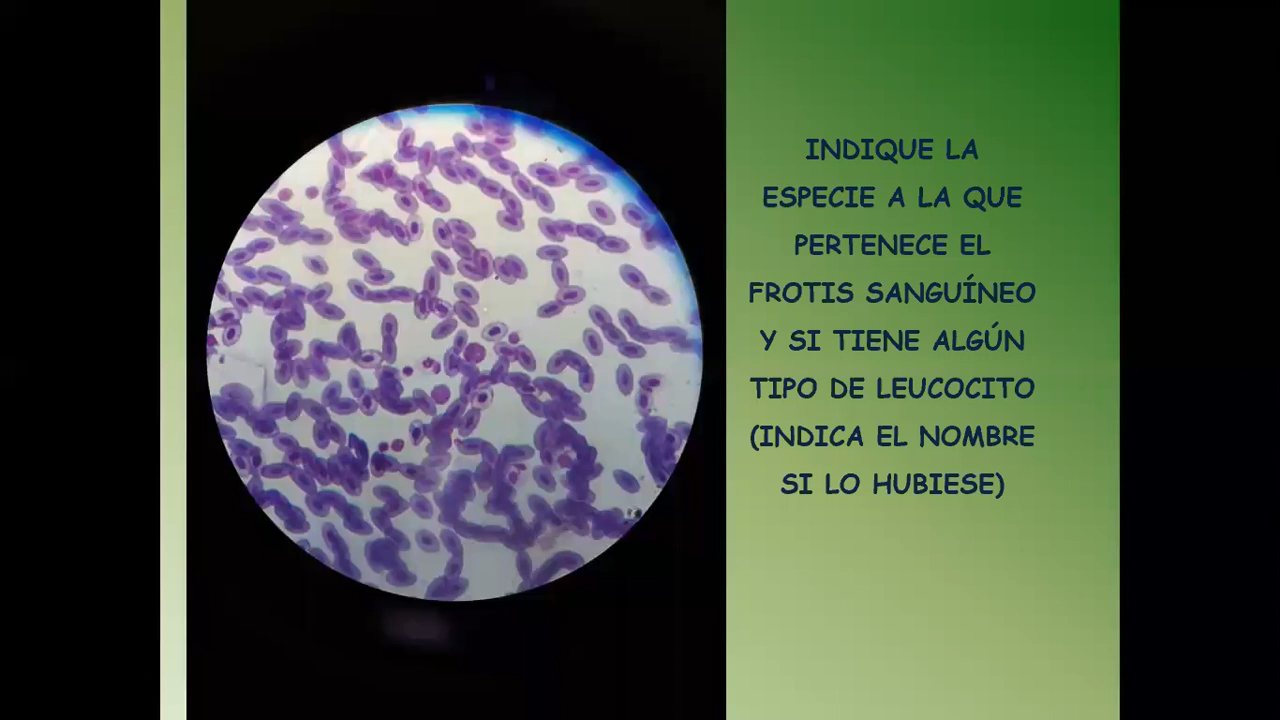 INDIQUE LA
ESPECIE A LA QUE
PERTENECE EL
FROTIS SANGUÍNEO
Y SI TIENE ALGÚN
TIPO DE LEUCOCITO
(INDICA EL NOMBRE
SI LO HUBIESE)